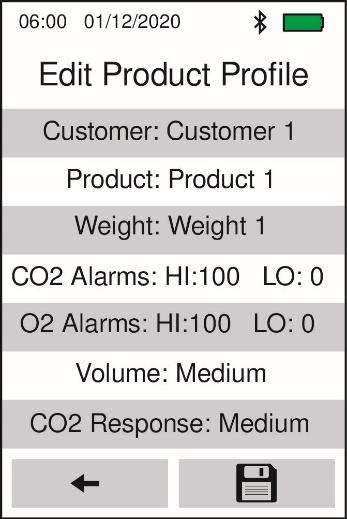 06:00 01/12/2020
Edit Product Profile
Customer: Customer 1
Product: Product 1
Weight: Weight 1
CO2 Alarms: HI:100 LO: 0
O2 Alarms: HI:100 LO: 0
Volume: Medium
CO2 Response: Medium